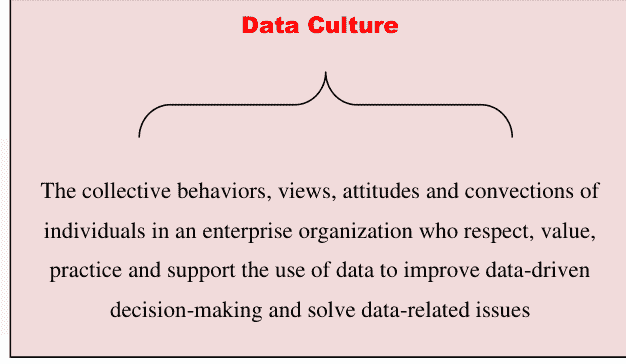 Data Culture
The collective behaviors, views, attitudes and convections of
individuals in an enterprise organization who respect, value,
practice and support the use of data to improve data-driven
decision-making and solve data-related issues